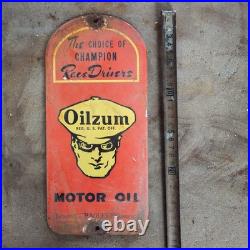 The CHOICE OF
CHAMPION
Race Drivers
Oilzum
REG. U. S. PAT. OFF.
MOTOR OIL